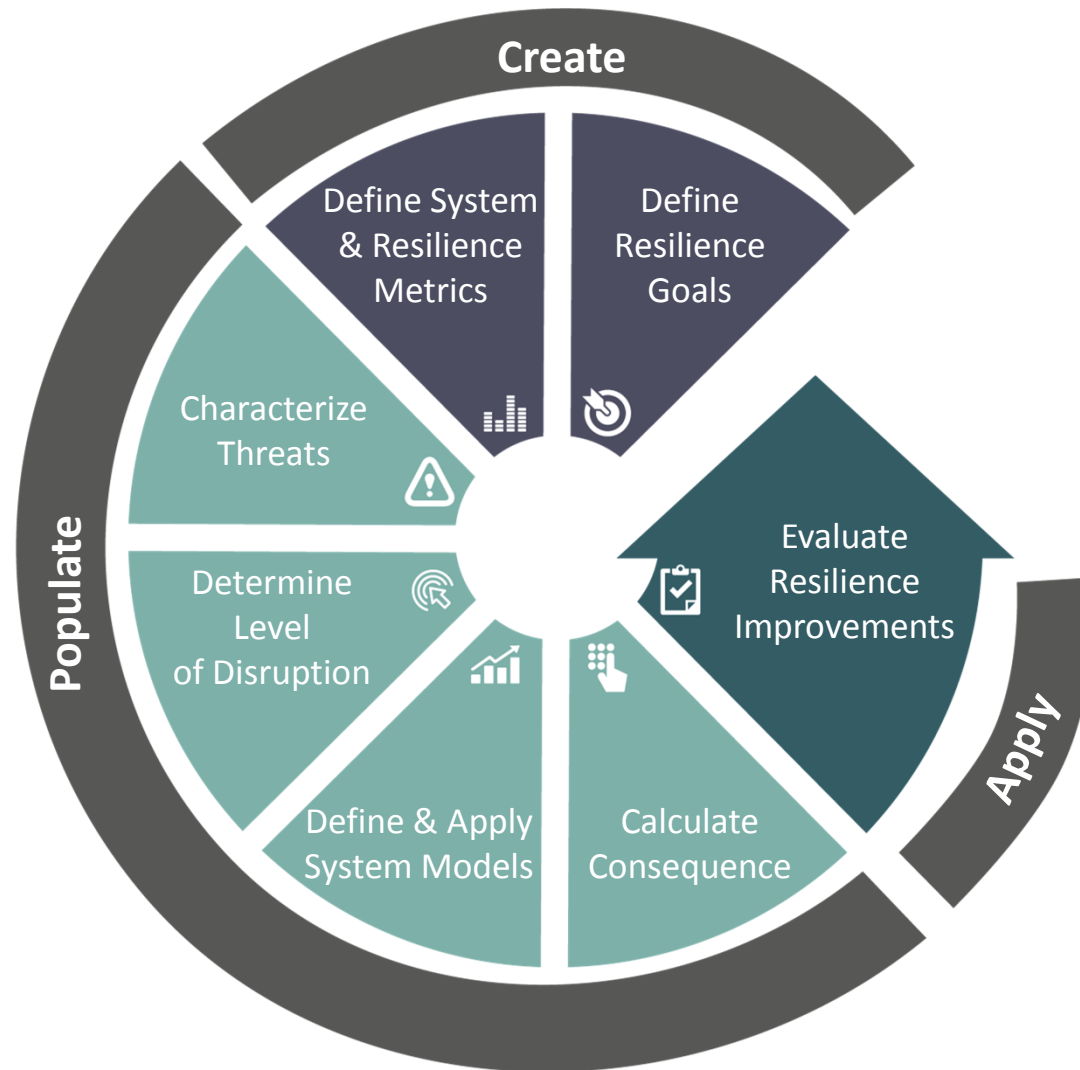 Create
Define
Resilience
Goals
Define System
& Resilience
Metrics
Populate
Characterize
Threats
Determine
Level
of Disruption
Define & Apply
System Models
Calculate
Consequence
Apply
Evaluate
Resilience
Improvements